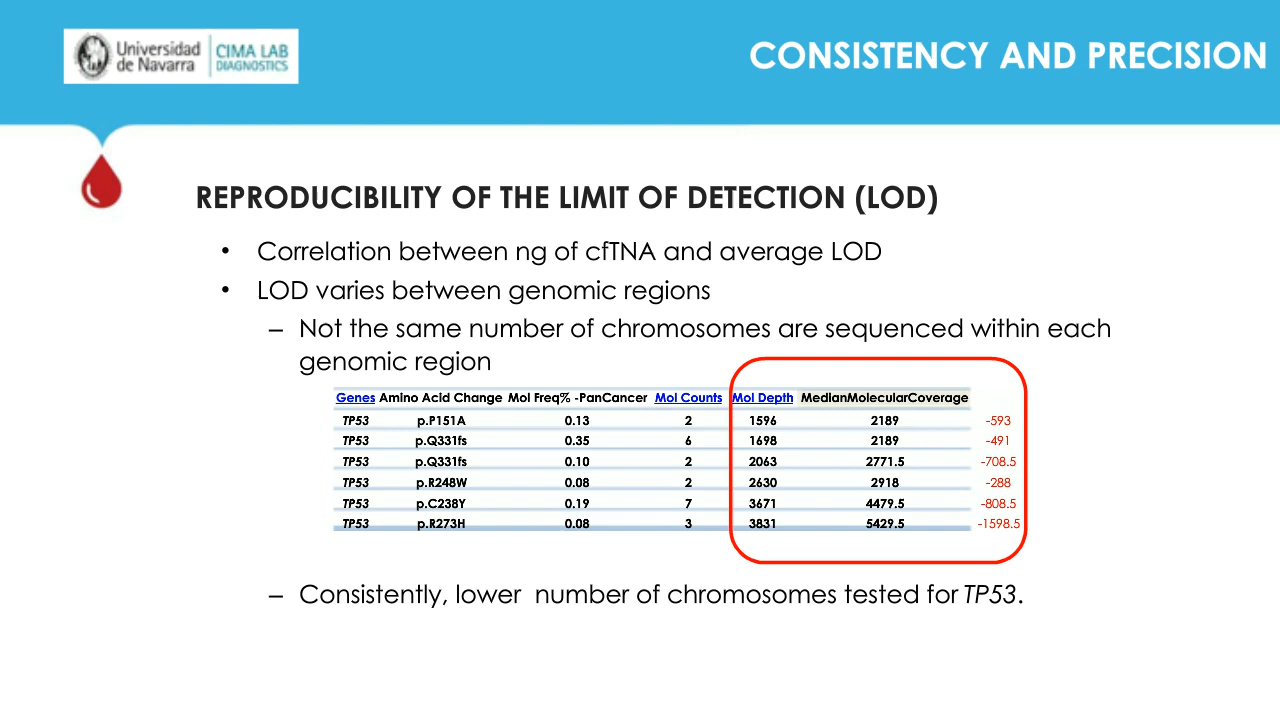 Universidad de Navarra
CIMA LAB DIAGNOSTICS
CONSISTENCY AND PRECISION
REPRODUCIBILITY OF THE LIMIT OF DETECTION (LOD)
• Correlation between ng of cfTNA and average LOD
• LOD varies between genomic regions
– Not the same number of chromosomes are sequenced within each
genomic region
Genes Amino Acid Change Mol Freq% -PanCancer Mol Counts Mol Depth MedianMolecularCoverage
TP53 p.P151A 0.13 2 1596 2189 -593
TP53 p.Q331fs 0.35 6 1698 2189 -491
TP53 p.Q331fs 0.10 2 2063 2771.5 -708.5
TP53 p.R248W 0.08 2 2630 2918 -288
TP53 p.C238Y 0.19 7 3671 4479.5 -808.5
TP53 p.R273H 0.08 3 3831 5429.5 -1598.5
– Consistently, lower number of chromosomes tested for TP53.